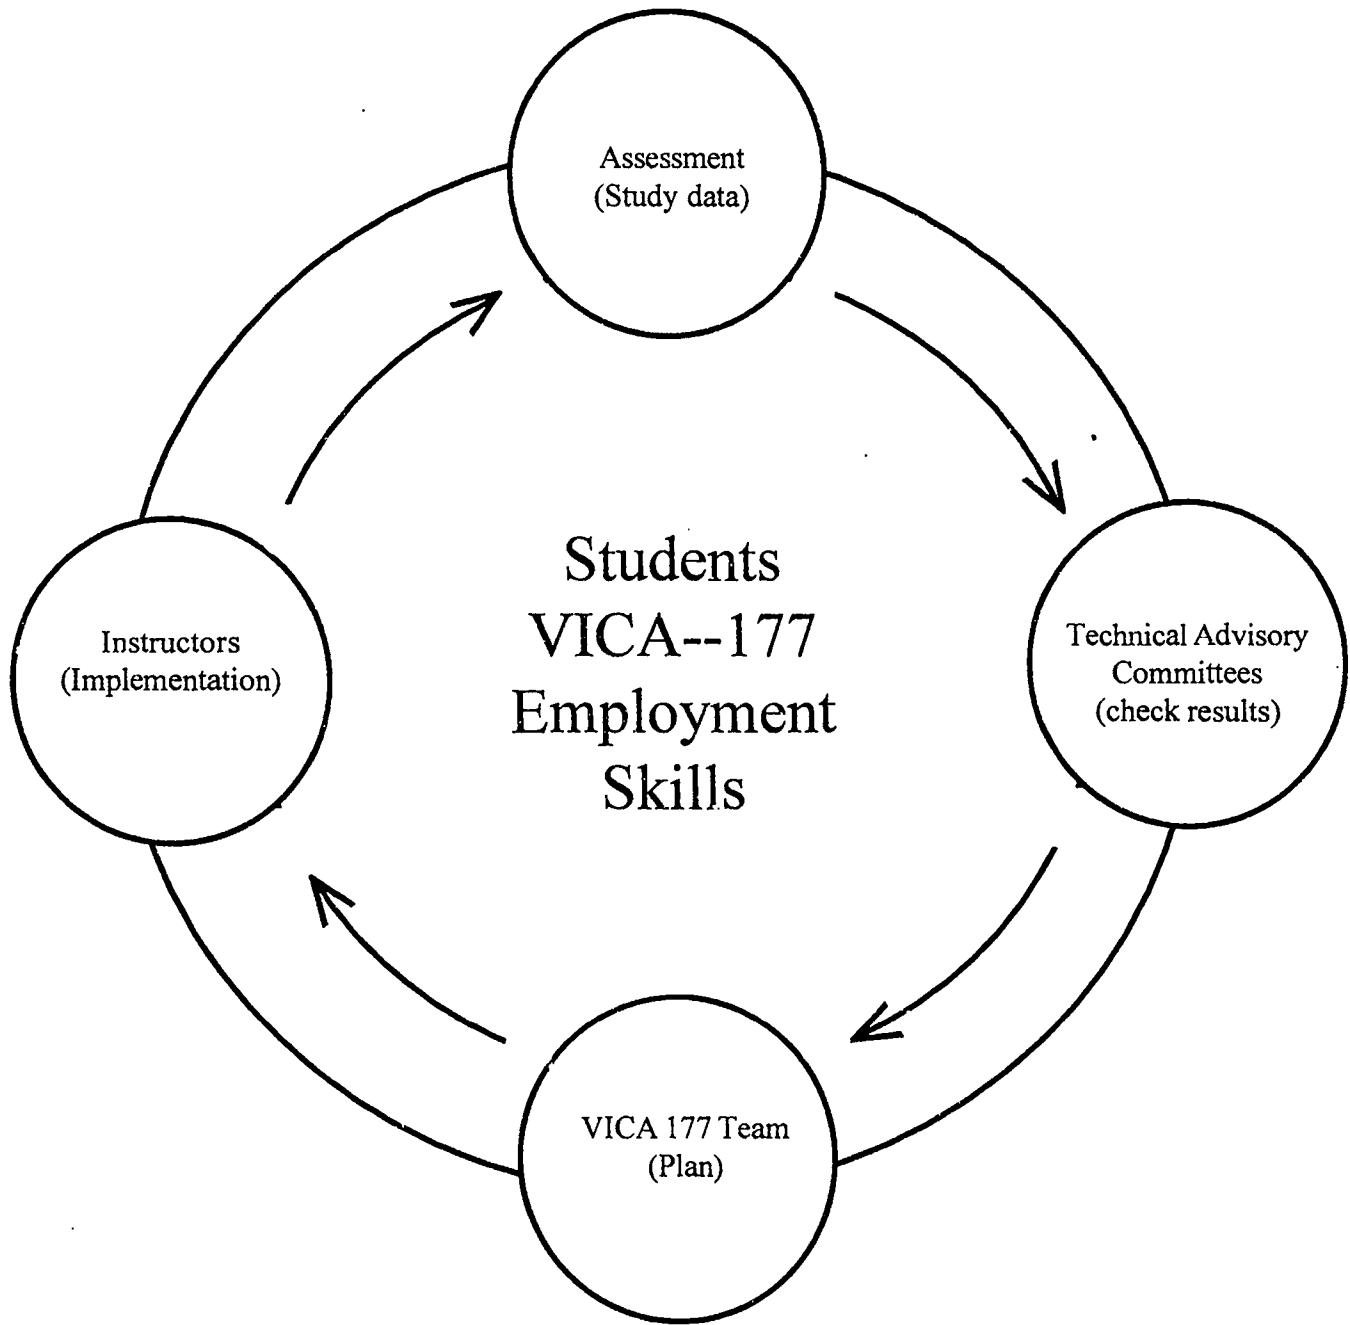 Assessment
(Study data)
Instructors
(Implementation)
Students
VICA--177
Employment
Skills
Technical Advisory
Committees
(check results)
VICA 177 Team
(Plan)